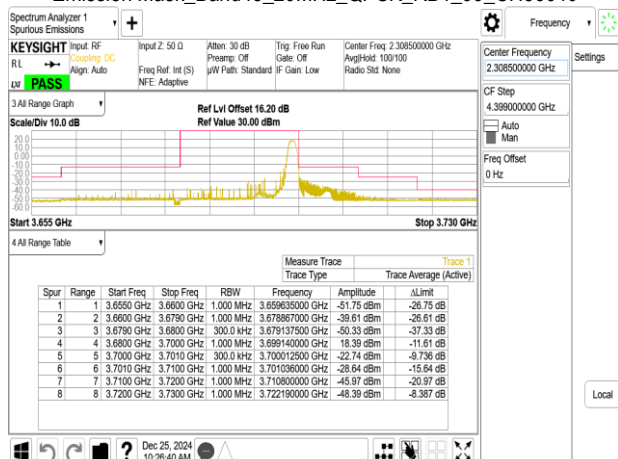 Spectrum Analyzer 1
Spurious Emissions
Frequency
KEYSIGHT
Input: RF
Coupling: DC
Align: Auto
Input Z: 50 Ω
Freq Ref: Int (S)
NFE: Adaptive
Atten: 30 dB
Preamp: Off
µW Path: Standard
Trig: Free Run
Gate: Off
IF Gain: Low
Center Freq: 2.308500000 GHz
Avg|Hold: 100/100
Radio Std: None
RL
PASS
Center Frequency
2.308500000 GHz
Settings
CF Step
4.399000000 GHz
Auto
Man
Freq Offset
0 Hz
Local
3 All Range Graph
Scale/Div 10.0 dB
Ref Lvl Offset 16.20 dB
Ref Value 30.00 dBm
20.0
10.0
0.00
-10.0
-20.0
-30.0
-40.0
-50.0
-60.0
Start 3.655 GHz
Stop 3.730 GHz
4 All Range Table
Measure Trace Trace 1
Trace Type Trace Average (Active)
Spur Range Start Freq Stop Freq RBW Frequency Amplitude ΔLimit
1 1 3.6550 GHz 3.6600 GHz 1.000 MHz 3.659635000 GHz -51.75 dBm -26.75 dB
2 2 3.6600 GHz 3.6790 GHz 1.000 MHz 3.678867000 GHz -39.61 dBm -26.61 dB
3 3 3.6790 GHz 3.6800 GHz 300.0 kHz 3.679137500 GHz -50.33 dBm -37.33 dB
4 4 3.6800 GHz 3.7000 GHz 1.000 MHz 3.699140000 GHz 18.39 dBm -11.61 dB
5 5 3.7000 GHz 3.7010 GHz 300.0 kHz 3.700012500 GHz -22.74 dBm -9.736 dB
6 6 3.7010 GHz 3.7100 GHz 1.000 MHz 3.701036000 GHz -28.64 dBm -15.64 dB
7 7 3.7100 GHz 3.7200 GHz 1.000 MHz 3.710800000 GHz -45.97 dBm -20.97 dB
8 8 3.7200 GHz 3.7300 GHz 1.000 MHz 3.722190000 GHz -48.39 dBm -8.387 dB
Dec 25, 2024
10:26:40 AM